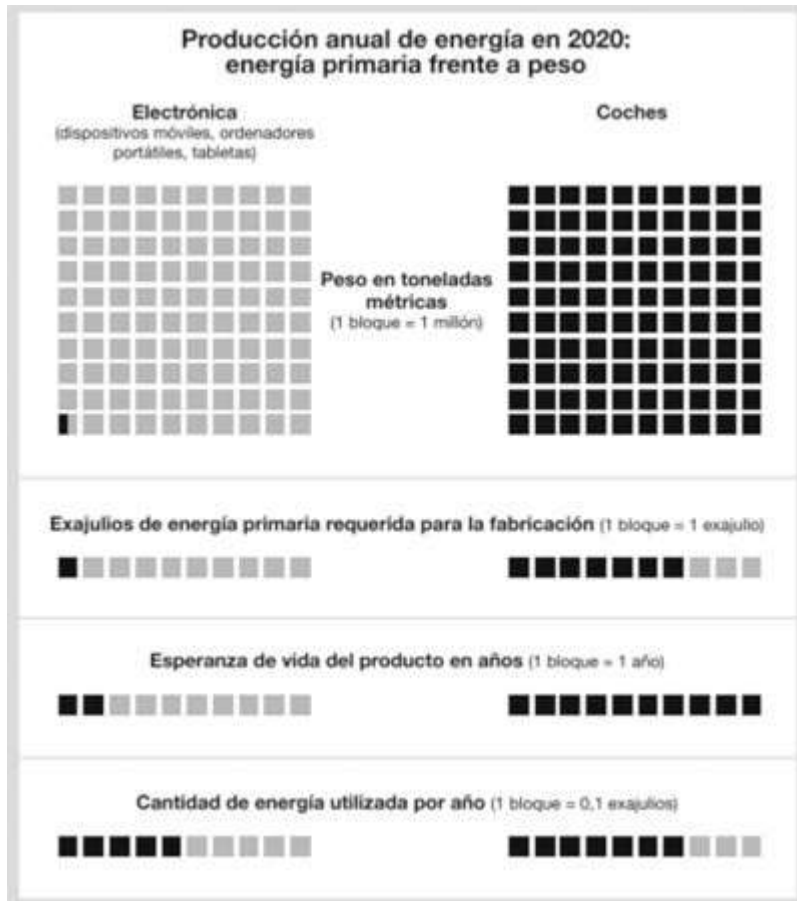 Producción anual de energía en 2020:
energía primaria frente a peso
Electrónica
(dispositivos móviles, ordenadores
portátiles, tabletas)
Coches
Peso en toneladas
métricas
(1 bloque = 1 millón)
Exajulios de energía primaria requerida para la fabricación (1 bloque = 1 exajulio)
Esperanza de vida del producto en años (1 bloque = 1 año)
Cantidad de energía utilizada por año (1 bloque = 0,1 exajulios)